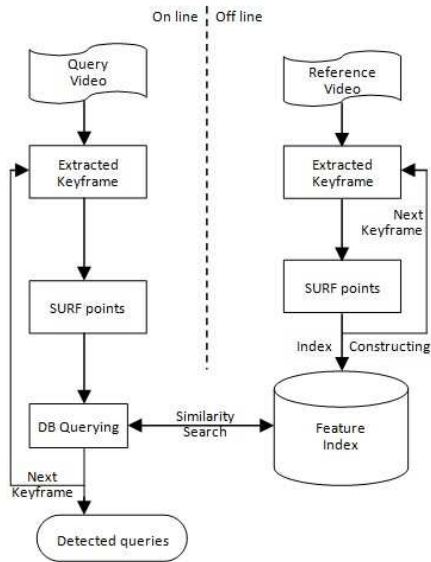 On line
Off line
Query
Video
Extracted
Keyframe
SURF points
DB Querying
Next
Keyframe
Detected queries
Similarity
Search
Reference
Video
Extracted
Keyframe
Next
Keyframe
SURF points
Index Constructing
Feature
Index